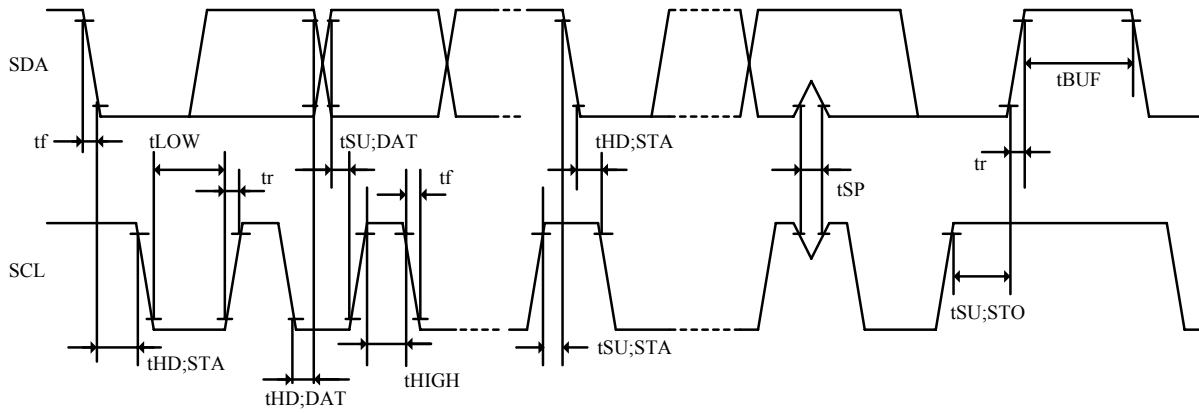 SDA
tBUF
tf
tLOW
tSU;DAT
tHD;STA
tr
tf
tr
tSP
SCL
tSU;STO
tHD;STA
tHD;DAT
tHIGH
tSU;STA